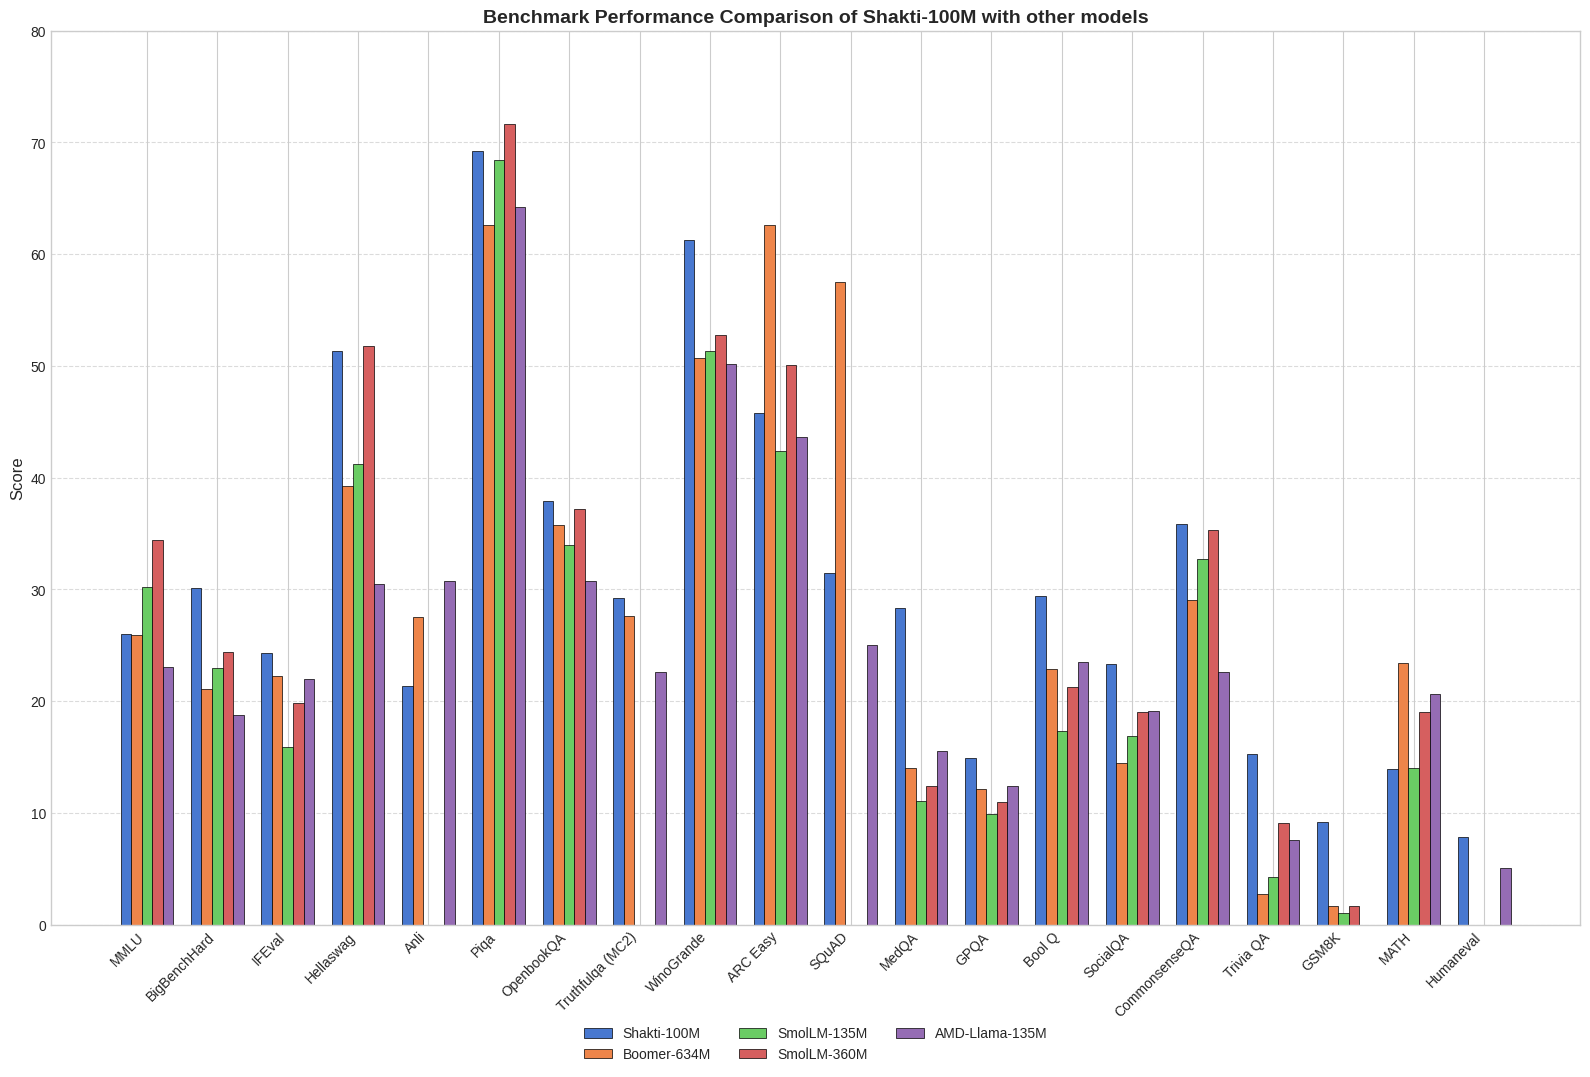 Benchmark Performance Comparison of Shakti-100M with other models
Score
80
70
60
50
40
30
20
10
0
MMLU
BigBenchHard
IFEval
Hellaswag
Anli
Piqa
OpenbookQA
Truthfulqa (MC2)
WinoGrande
ARC Easy
SQuAD
MedQA
GPQA
Bool Q
SocialQA
CommonsenseQA
Trivia QA
GSM8K
MATH
Humaneval
Shakti-100M
Boomer-634M
SmolLM-135M
SmolLM-360M
AMD-Llama-135M